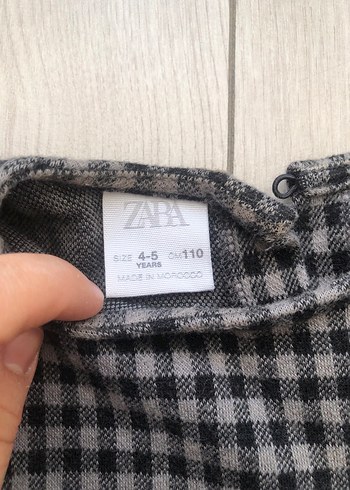 ZARA
SIZE 4-5 CM 110
YEARS
MADE IN MOROCCO